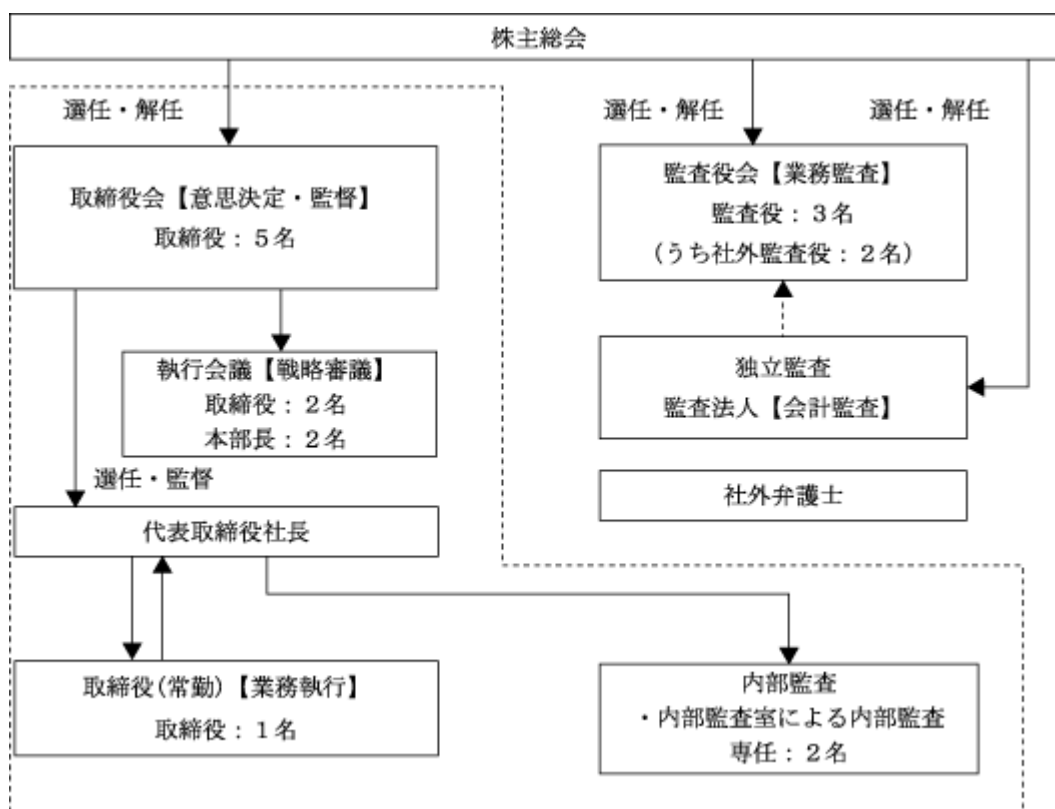 株主総会
選任・解任
選任・解任
選任・解任
取締役会【意思決定・監督】
取締役：５名
監査役会【業務監査】
監査役：３名
(うち社外監査役：２名)
執行会議【戦略審議】
取締役：２名
本部長：２名
独立監査
監査法人【会計監査】
選任・監督
社外弁護士
代表取締役社長
取締役(常勤)【業務執行】
取締役：１名
内部監査
・内部監査室による内部監査
専任：２名